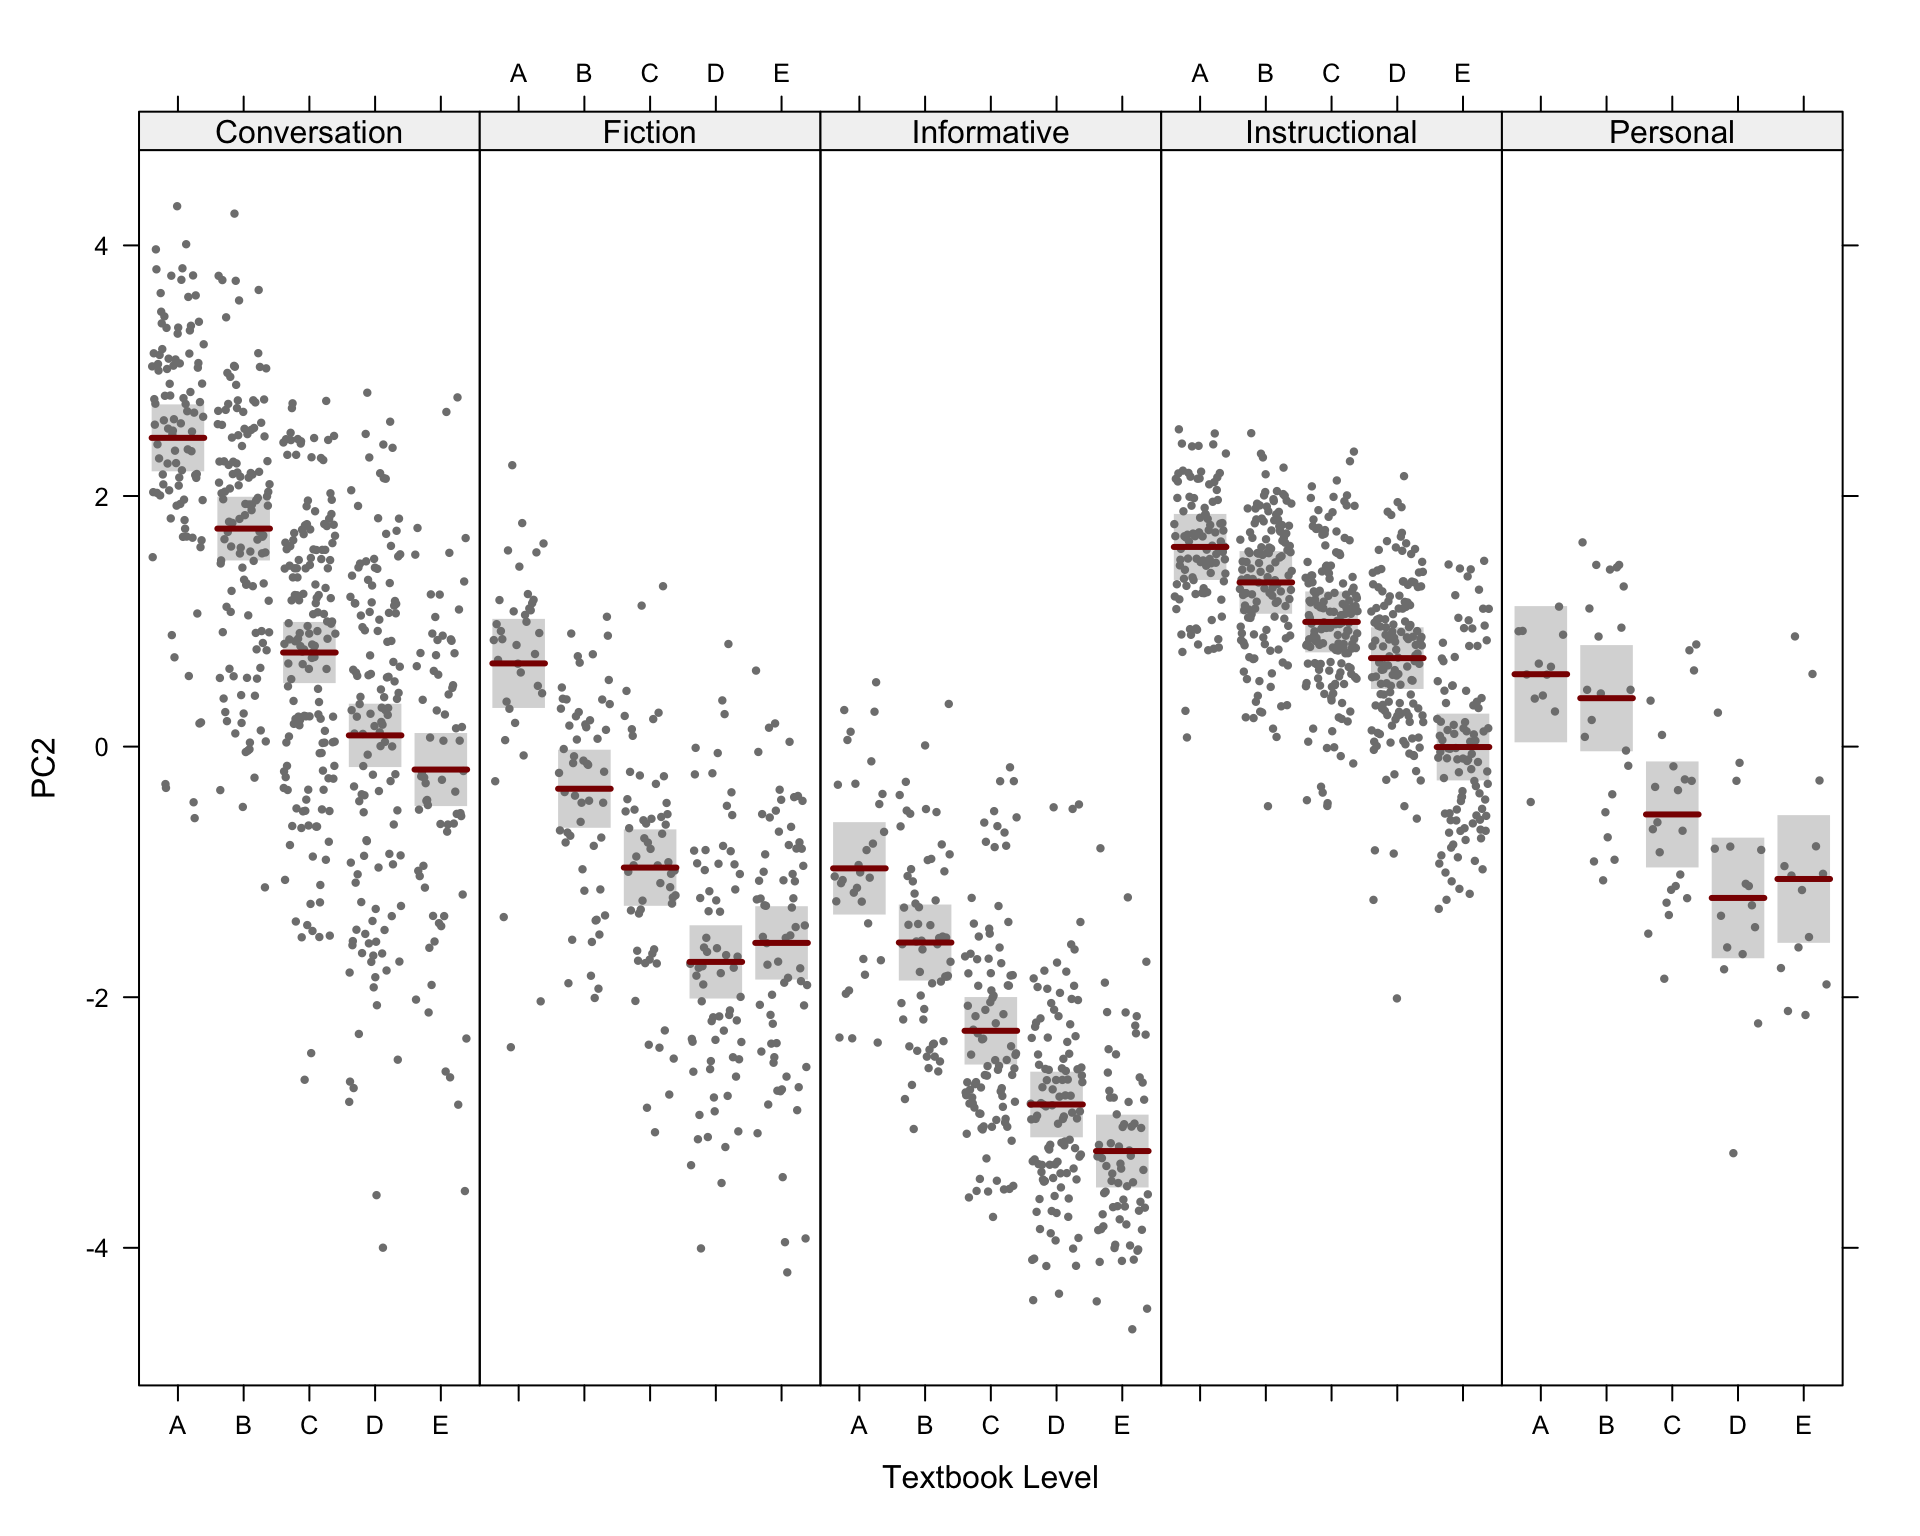 A B C D E A B C D E
Conversation Fiction Informative Instructional Personal
4
2
0
-2
-4
PC2
A B C D E A B C D E A B C D E
Textbook Level